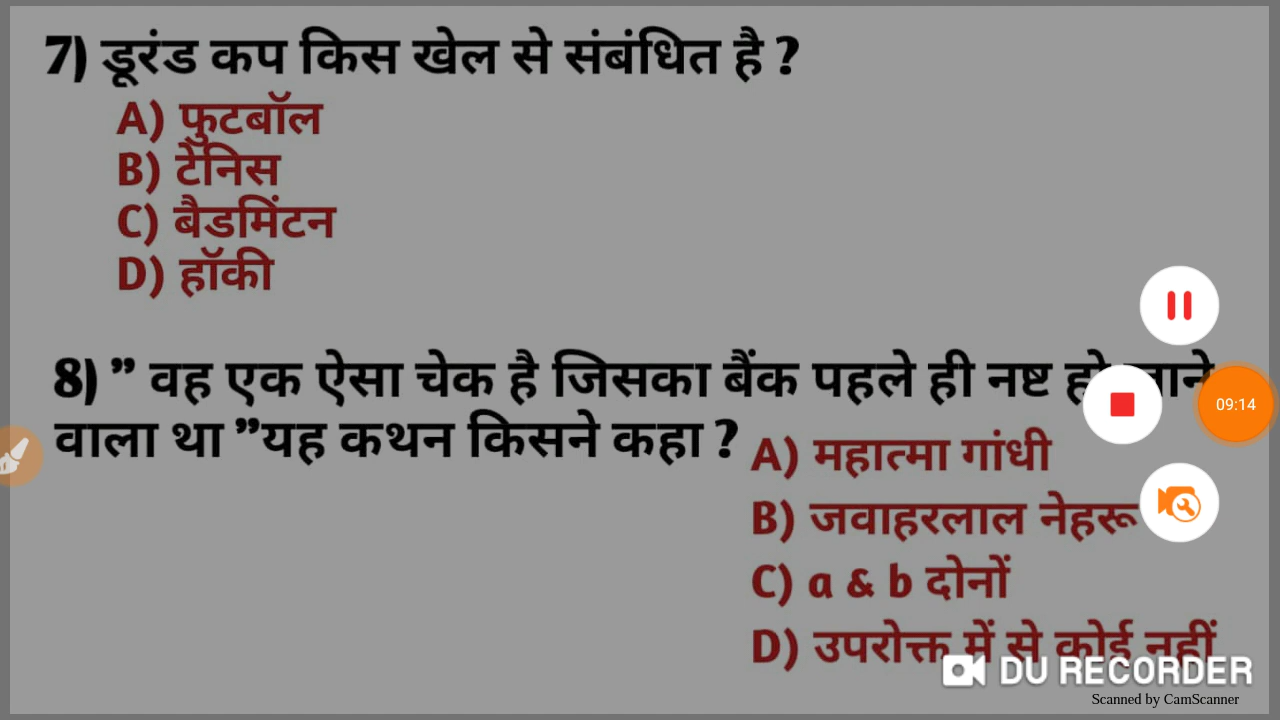 7) डूरंड कप किस खेल से संबंधित है ?
A) फुटबॉल
B) टेनिस
C) बैडमिंटन
D) हॉकी
8) ” वह एक ऐसा चेक है जिसका बैंक पहले ही नष्ट हो जाने
वाला था ”यह कथन किसने कहा ?
A) महात्मा गांधी
B) जवाहरलाल नेहरू
09:14
C) a & b दोनों
D) उपरोक्त में से कोई नहीं
DU RECORDER
Scanned by CamScanner